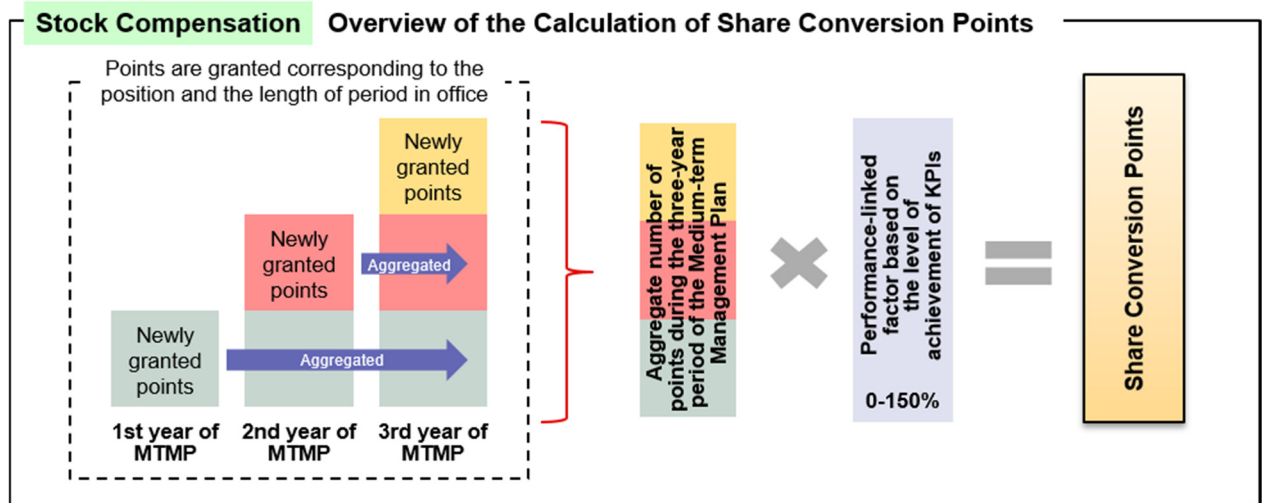 Stock Compensation Overview of the Calculation of Share Conversion Points
Points are granted corresponding to the
position and the length of period in office
Newly
granted
points
Newly
granted
points
Aggregated
Newly
granted
points
Aggregated
1st year of
MTMP
2nd year of
MTMP
3rd year of
MTMP
Aggregate number of
points during the three-year
period of the Medium-term
Management Plan
Performance-linked
factor based on
the level of
achievement of KPIs
0-150%
Share Conversion Points